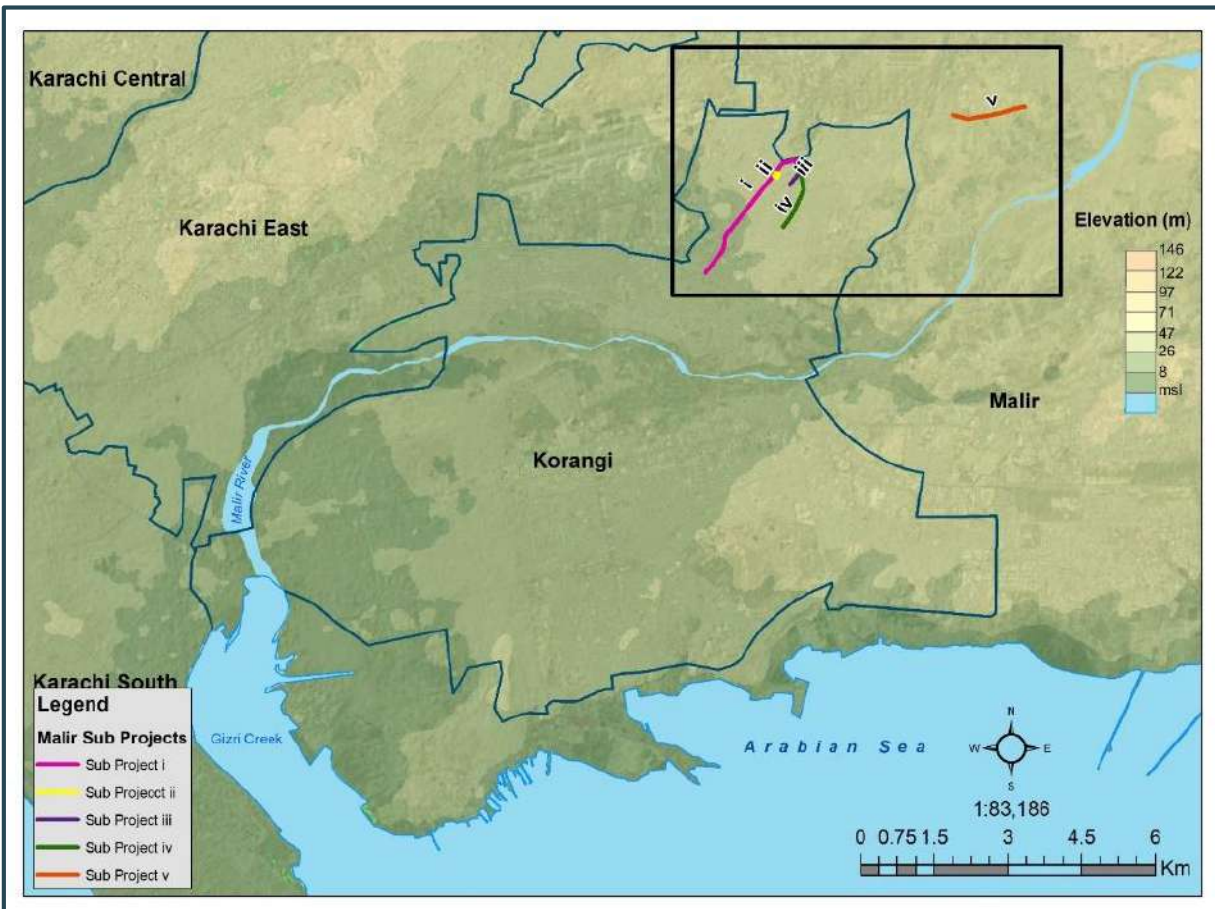 Karachi Central
Karachi East
i
ii
iii
iv
v
Elevation (m)
146
122
97
71
47
26
8
msl
Malir
Korangi
Malir River
Karachi South
Gizri Creek
Arabian Sea
Legend
Malir Sub Projects
Sub Project i
Sub Projecct ii
Sub Project iii
Sub Project iv
Sub Project v
N
W
E
S
1:83,186
0 0.75 1.5 3 4.5 6
Km